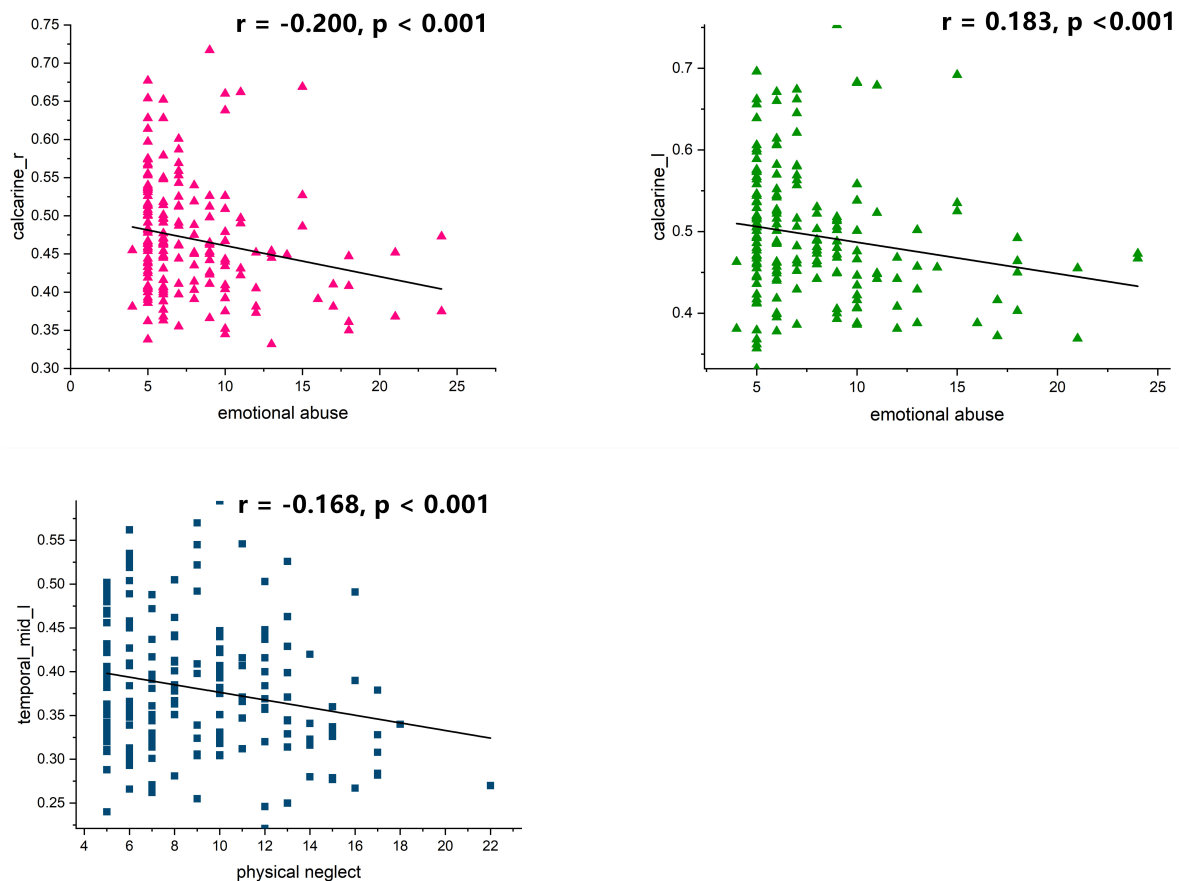 r = -0.200, p < 0.001
0.75
0.70
0.65
0.60
0.55
0.50
0.45
0.40
0.35
0.30
calcarine_r
0 5 10 15 20 25
emotional abuse
r = 0.183, p <0.001
0.7
0.6
0.5
0.4
calcarine_l
5 10 15 20 25
emotional abuse
r = -0.168, p < 0.001
0.55
0.50
0.45
0.40
0.35
0.30
0.25
temporal_mid_l
4 6 8 10 12 14 16 18 20 22
physical neglect